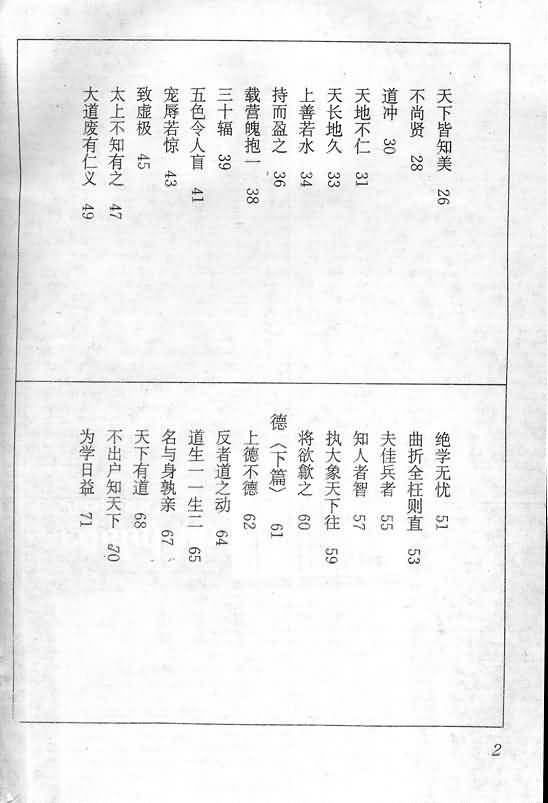 天下皆知美 26
不尚贤 28
道冲 30
天地不仁 31
天长地久 33
上善若水 34
持而盈之 36
载营魄抱一 38
三十辐 39
五色令人盲 41
宠辱若惊 43
致虚极 45
太上不知有之 47
大道废有仁义 49
绝学无忧 51
曲折全枉则直 53
夫佳兵者 55
知人者智 57
执大象天下往 59
将欲歙之 60
德〈下篇〉 61
上德不德 62
反者道之动 64
道生一一生二 65
名与身孰亲 67
天下有道 68
不出户知天下 70
为学日益 71
2